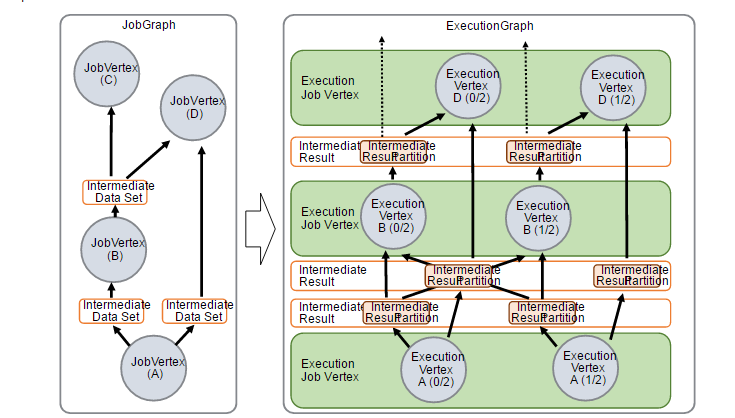 JobGraph
JobVertex
(C)
JobVertex
(D)
Intermediate
Data Set
JobVertex
(B)
Intermediate
Data Set
Intermediate
Data Set
JobVertex
(A)
ExecutionGraph
Execution
Job Vertex
Execution
Vertex
D (0/2)
Execution
Vertex
D (1/2)
Intermediate
Result
Intermediate
Result Partition
Intermediate
Result Partition
Execution
Job Vertex
Execution
Vertex
B (0/2)
Execution
Vertex
B (1/2)
Intermediate
Result
Intermediate
Result Partition
Intermediate
Result Partition
Intermediate
Result
Intermediate
Result Partition
Intermediate
Result Partition
Execution
Job Vertex
Execution
Vertex
A (0/2)
Execution
Vertex
A (1/2)